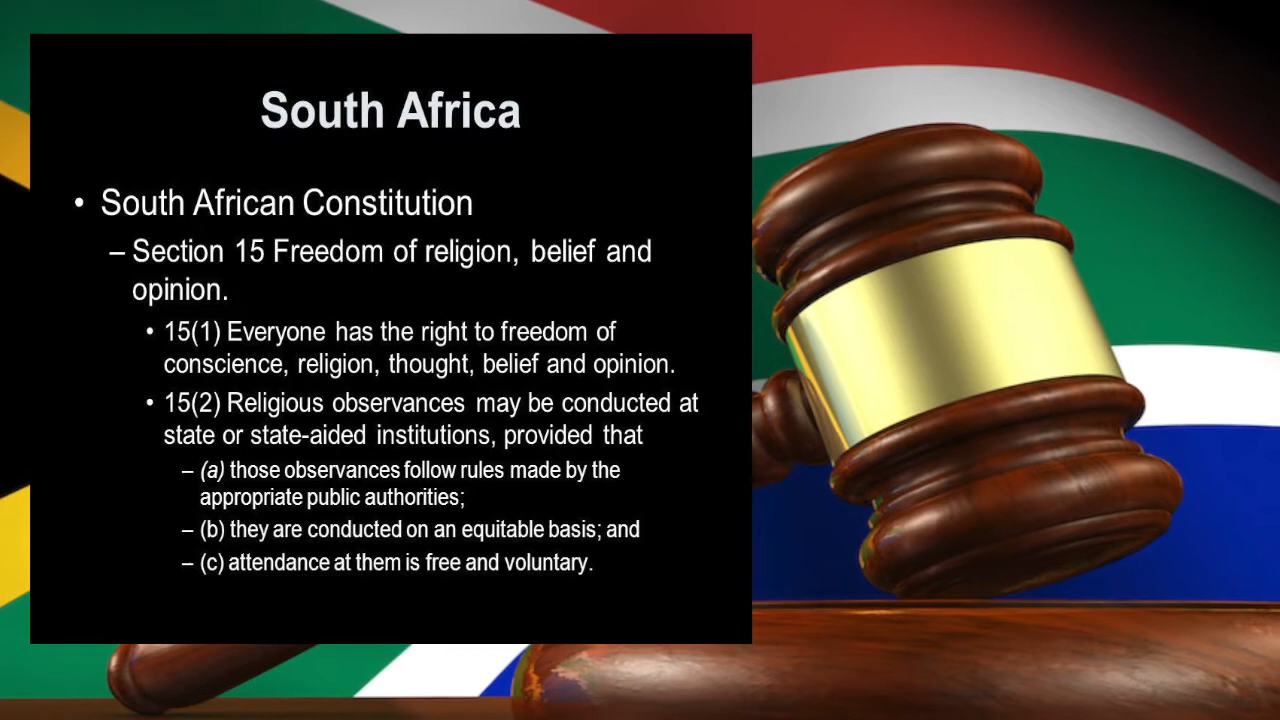 South Africa
• South African Constitution
– Section 15 Freedom of religion, belief and
opinion.
• 15(1) Everyone has the right to freedom of
conscience, religion, thought, belief and opinion.
• 15(2) Religious observances may be conducted at
state or state-aided institutions, provided that
– (a) those observances follow rules made by the
appropriate public authorities;
– (b) they are conducted on an equitable basis; and
– (c) attendance at them is free and voluntary.